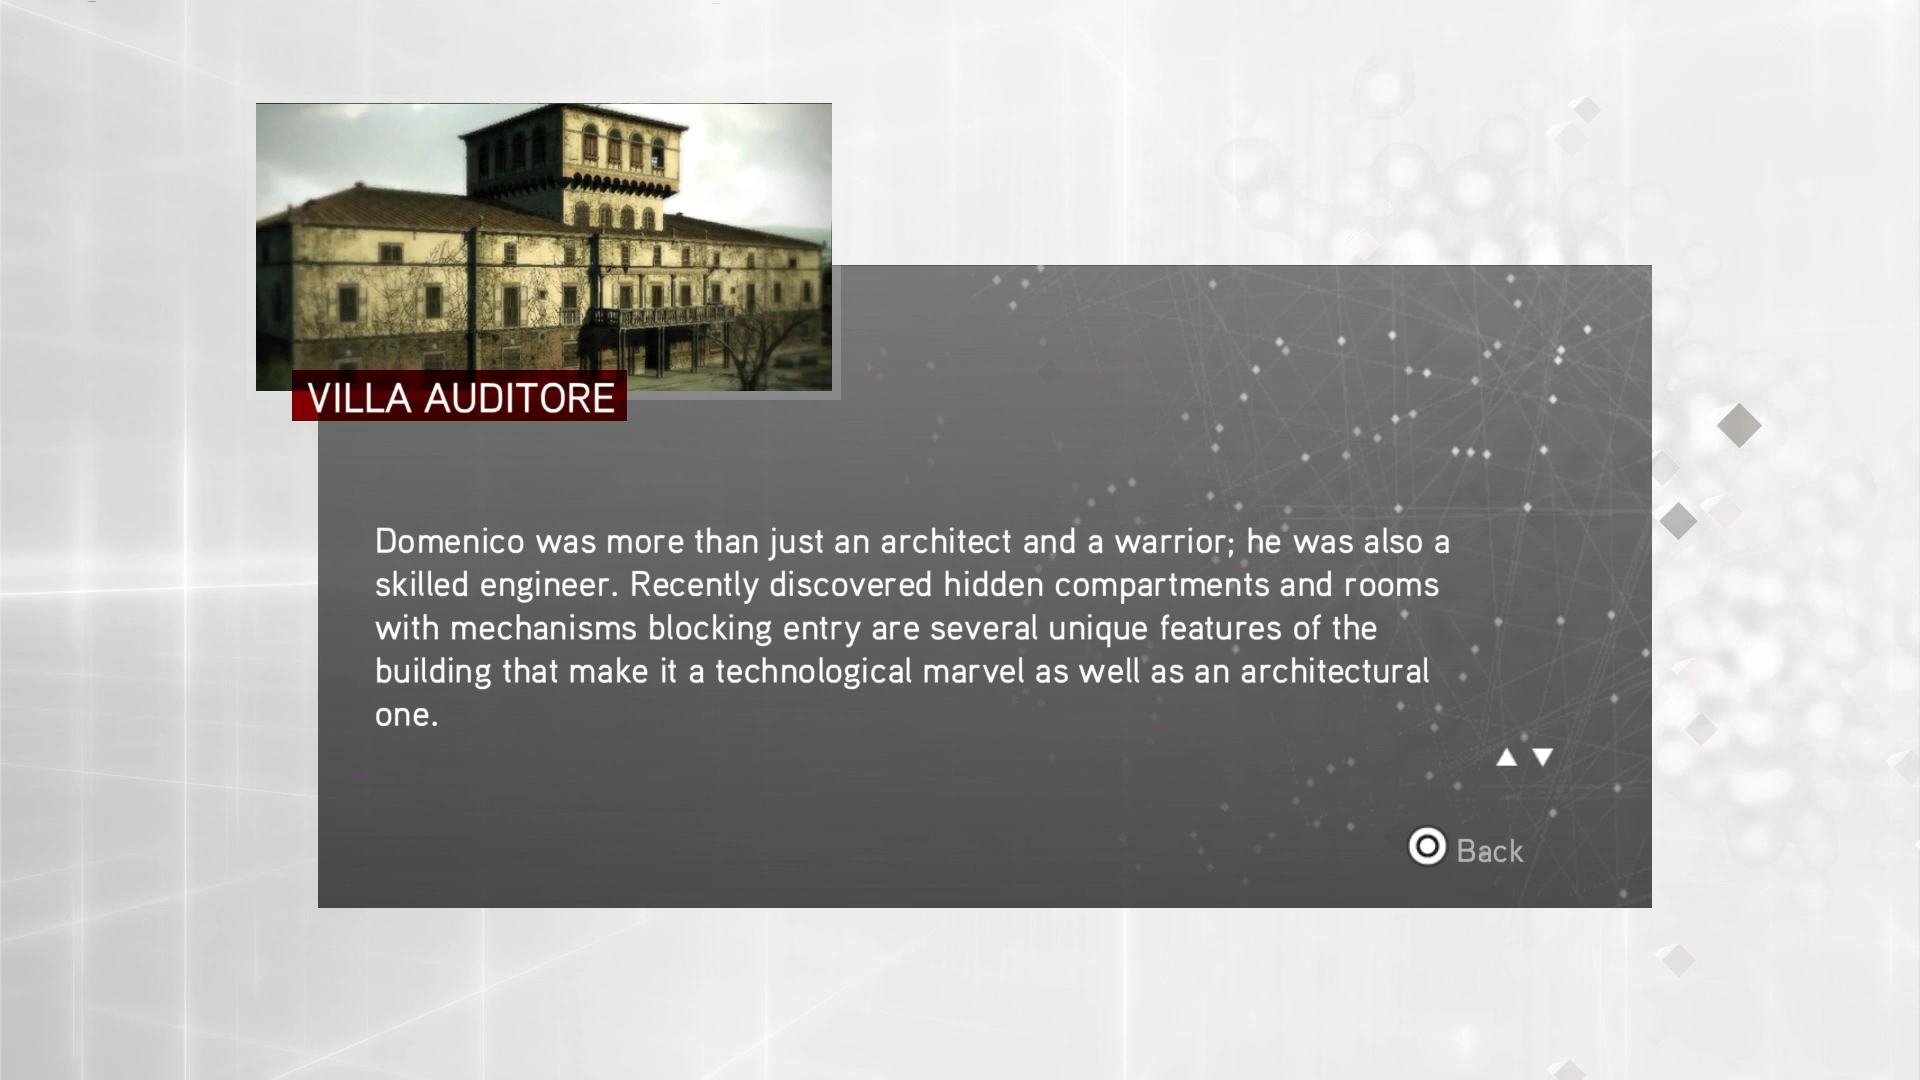 VILLA AUDITORE
Domenico was more than just an architect and a warrior; he was also a
skilled engineer. Recently discovered hidden compartments and rooms
with mechanisms blocking entry are several unique features of the
building that make it a technological marvel as well as an architectural
one.
Back